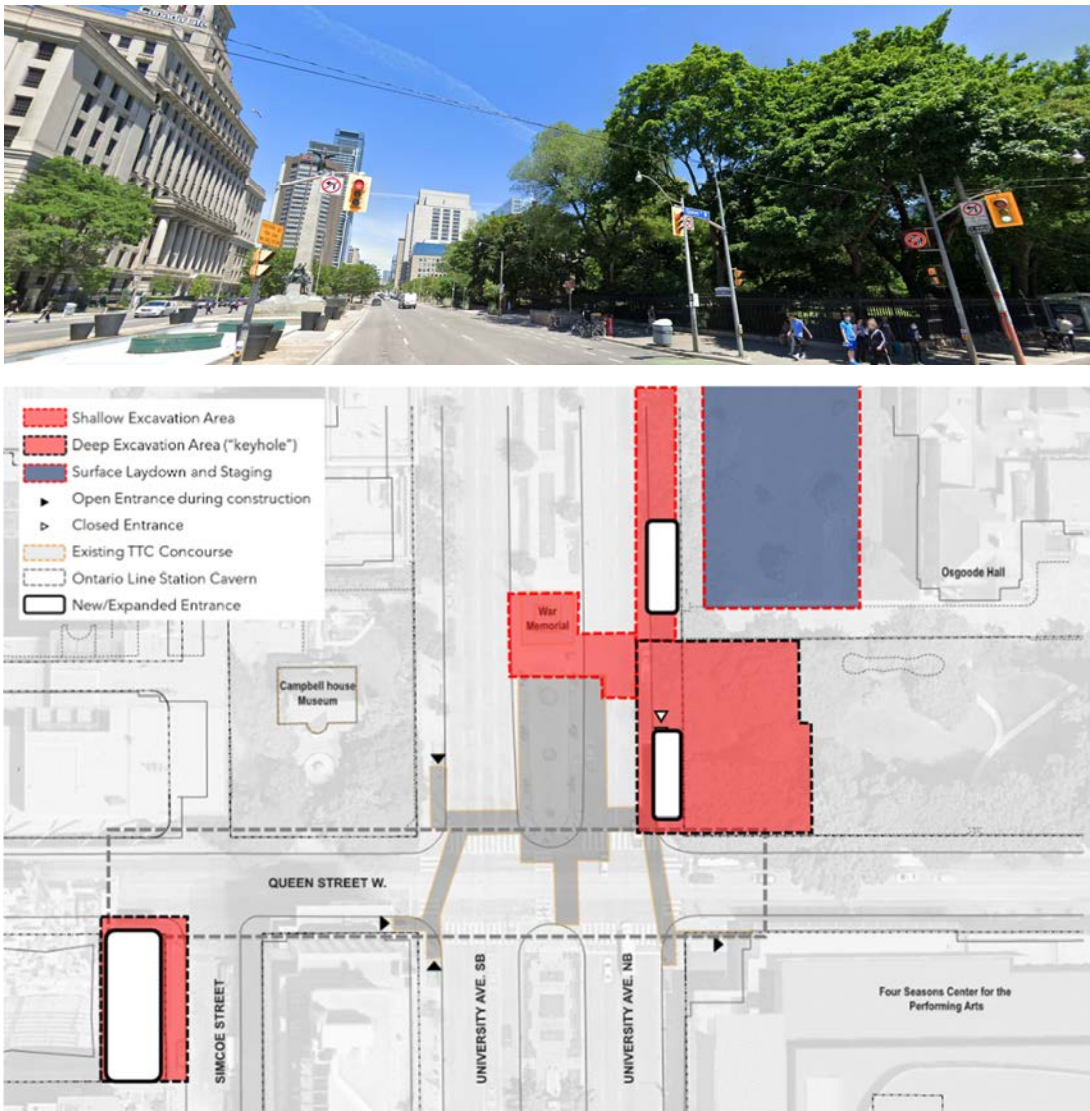 Shallow Excavation Area
Deep Excavation Area ("keyhole")
Surface Laydown and Staging
Open Entrance during construction
Closed Entrance
Existing TTC Concourse
Ontario Line Station Cavern
New/Expanded Entrance
Osgoode Hall
War
Memorial
Campbell house
Museum
QUEEN STREET W.
SIMCOE STREET
UNIVERSITY AVE. SB
UNIVERSITY AVE. NB
Four Seasons Center for the
Performing Arts